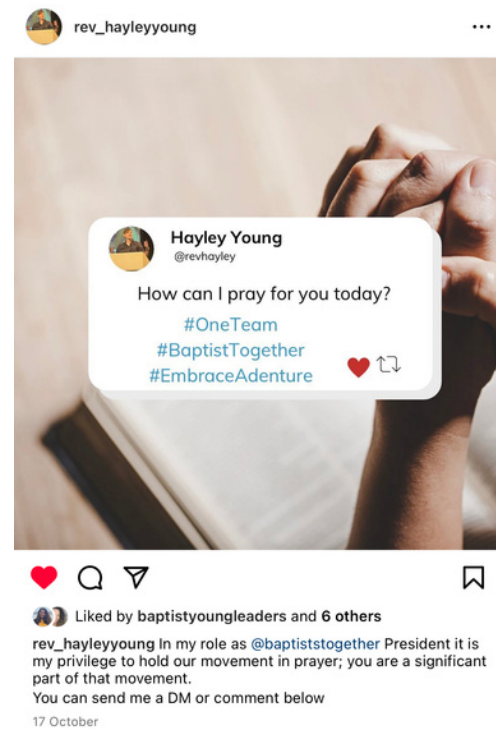 rev_hayleyyoung
Hayley Young
@revhayley
How can I pray for you today?
#OneTeam
#BaptistTogether
#EmbraceAdenture
Liked by baptistyoungleaders and 6 others
rev_hayleyyoung In my role as @baptiststogether President it is
my privilege to hold our movement in prayer; you are a significant
part of that movement.
You can send me a DM or comment below
17 October